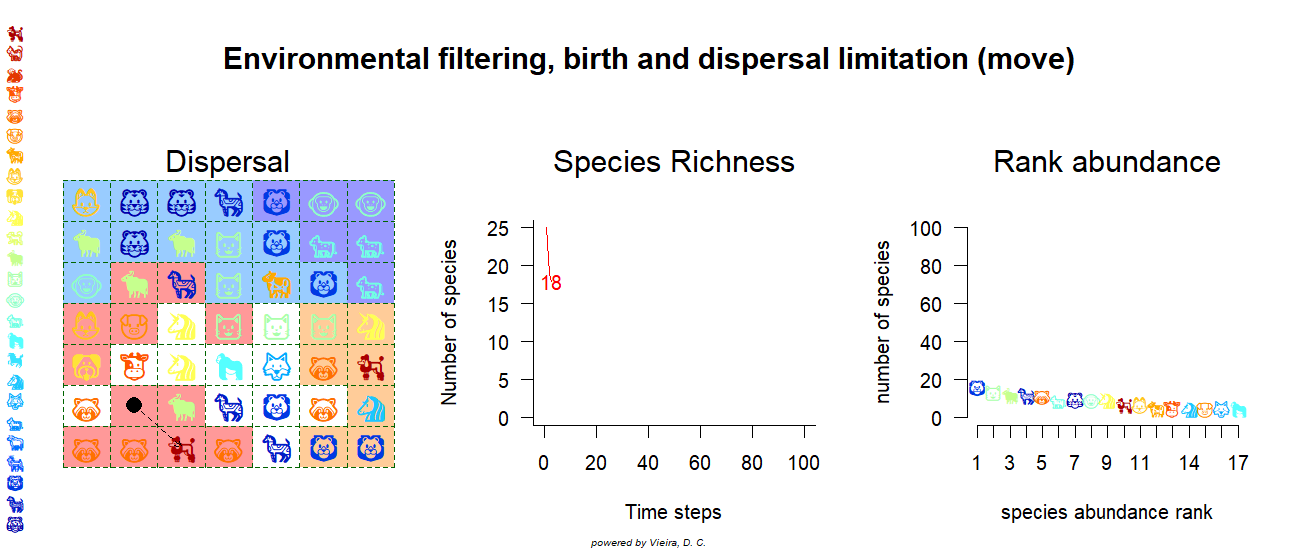 Environmental filtering, birth and dispersal limitation (move)
Dispersal
Species Richness
Rank abundance
Number of species
25
20
15
10
5
0
18
0 20 40 60 80 100
Time steps
number of species
100
80
60
40
20
0
1 3 5 7 9 11 14 17
species abundance rank
powered by Vieira, D. C.